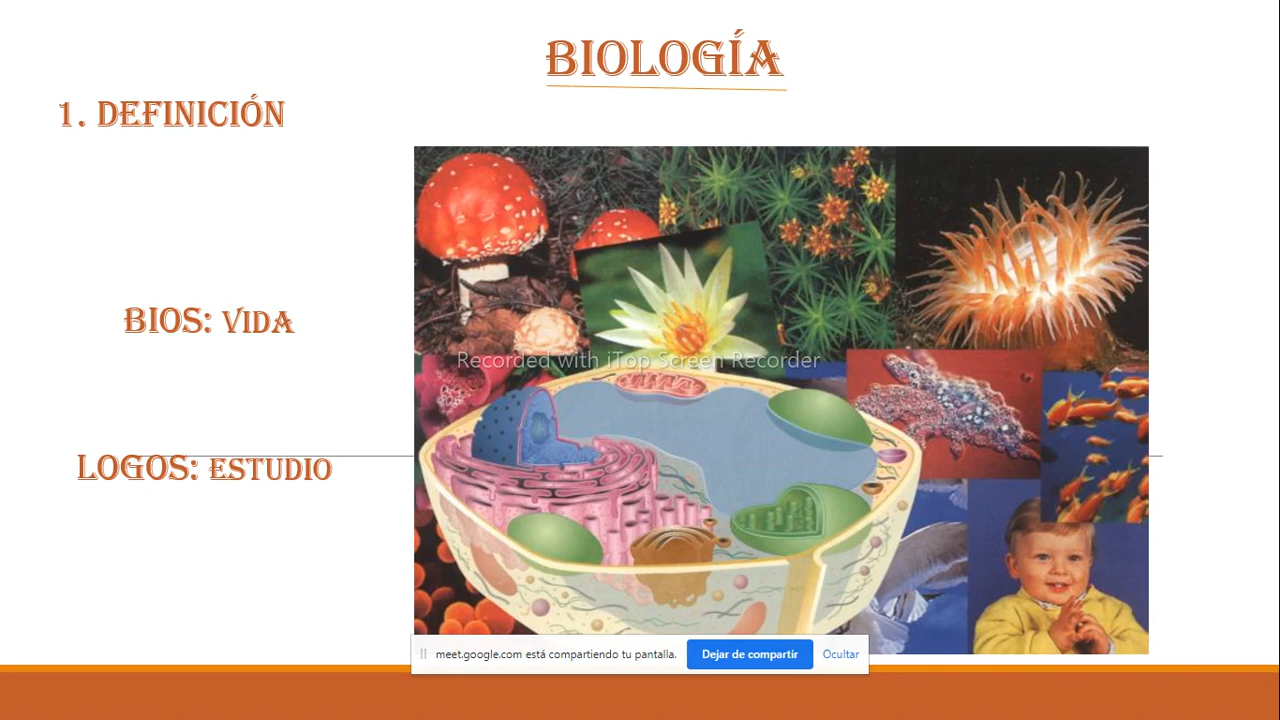 BIOLOGÍA
1. DEFINICIÓN
BIOS: VIDA
Recorded with iTop Screen Recorder
LOGOS: ESTUDIO
meet.google.com está compartiendo tu pantalla. Dejar de compartir Ocultar